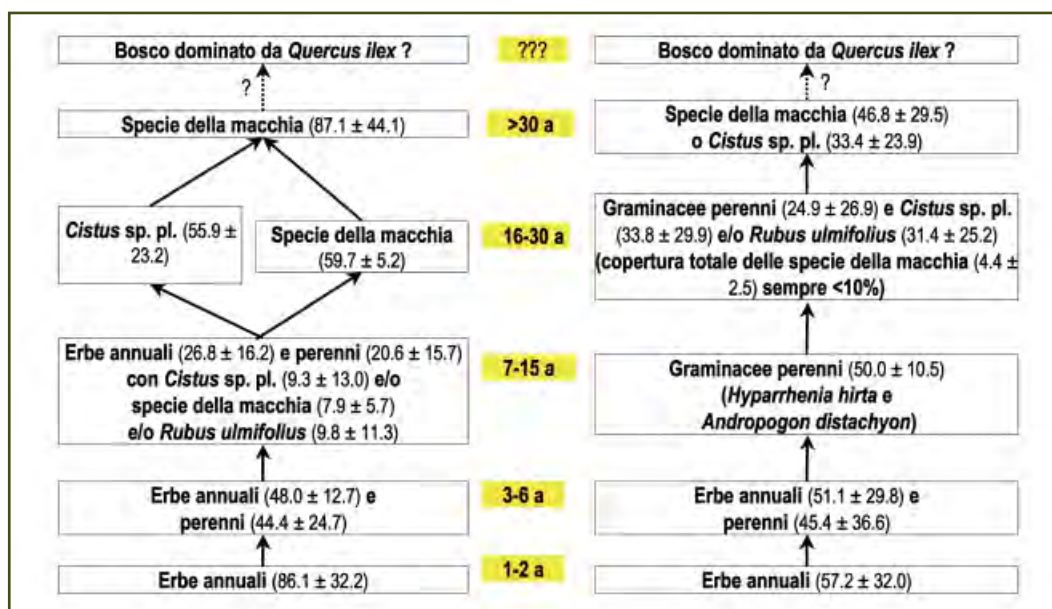 Bosco dominato da Quercus ilex ?
???
Bosco dominato da Quercus ilex ?
?
?
Specie della macchia (87.1 ± 44.1)
>30 a
Specie della macchia (46.8 ± 29.5)
o Cistus sp. pl. (33.4 ± 23.9)
Cistus sp. pl. (55.9 ±
23.2)
Specie della macchia
(59.7 ± 5.2)
16-30 a
Graminacee perenni (24.9 ± 26.9) e Cistus sp. pl.
(33.8 ± 29.9) e/o Rubus ulmifolius (31.4 ± 25.2)
(copertura totale delle specie della macchia (4.4 ±
2.5) sempre <10%)
Erbe annuali (26.8 ± 16.2) e perenni (20.6 ± 15.7)
con Cistus sp. pl. (9.3 ± 13.0) e/o
specie della macchia (7.9 ± 5.7)
e/o Rubus ulmifolius (9.8 ± 11.3)
7-15 a
Graminacee perenni (50.0 ± 10.5)
(Hyparrhenia hirta e
Andropogon distachyon)
Erbe annuali (48.0 ± 12.7) e
perenni (44.4 ± 24.7)
3-6 a
Erbe annuali (51.1 ± 29.8) e
perenni (45.4 ± 36.6)
Erbe annuali (86.1 ± 32.2)
1-2 a
Erbe annuali (57.2 ± 32.0)